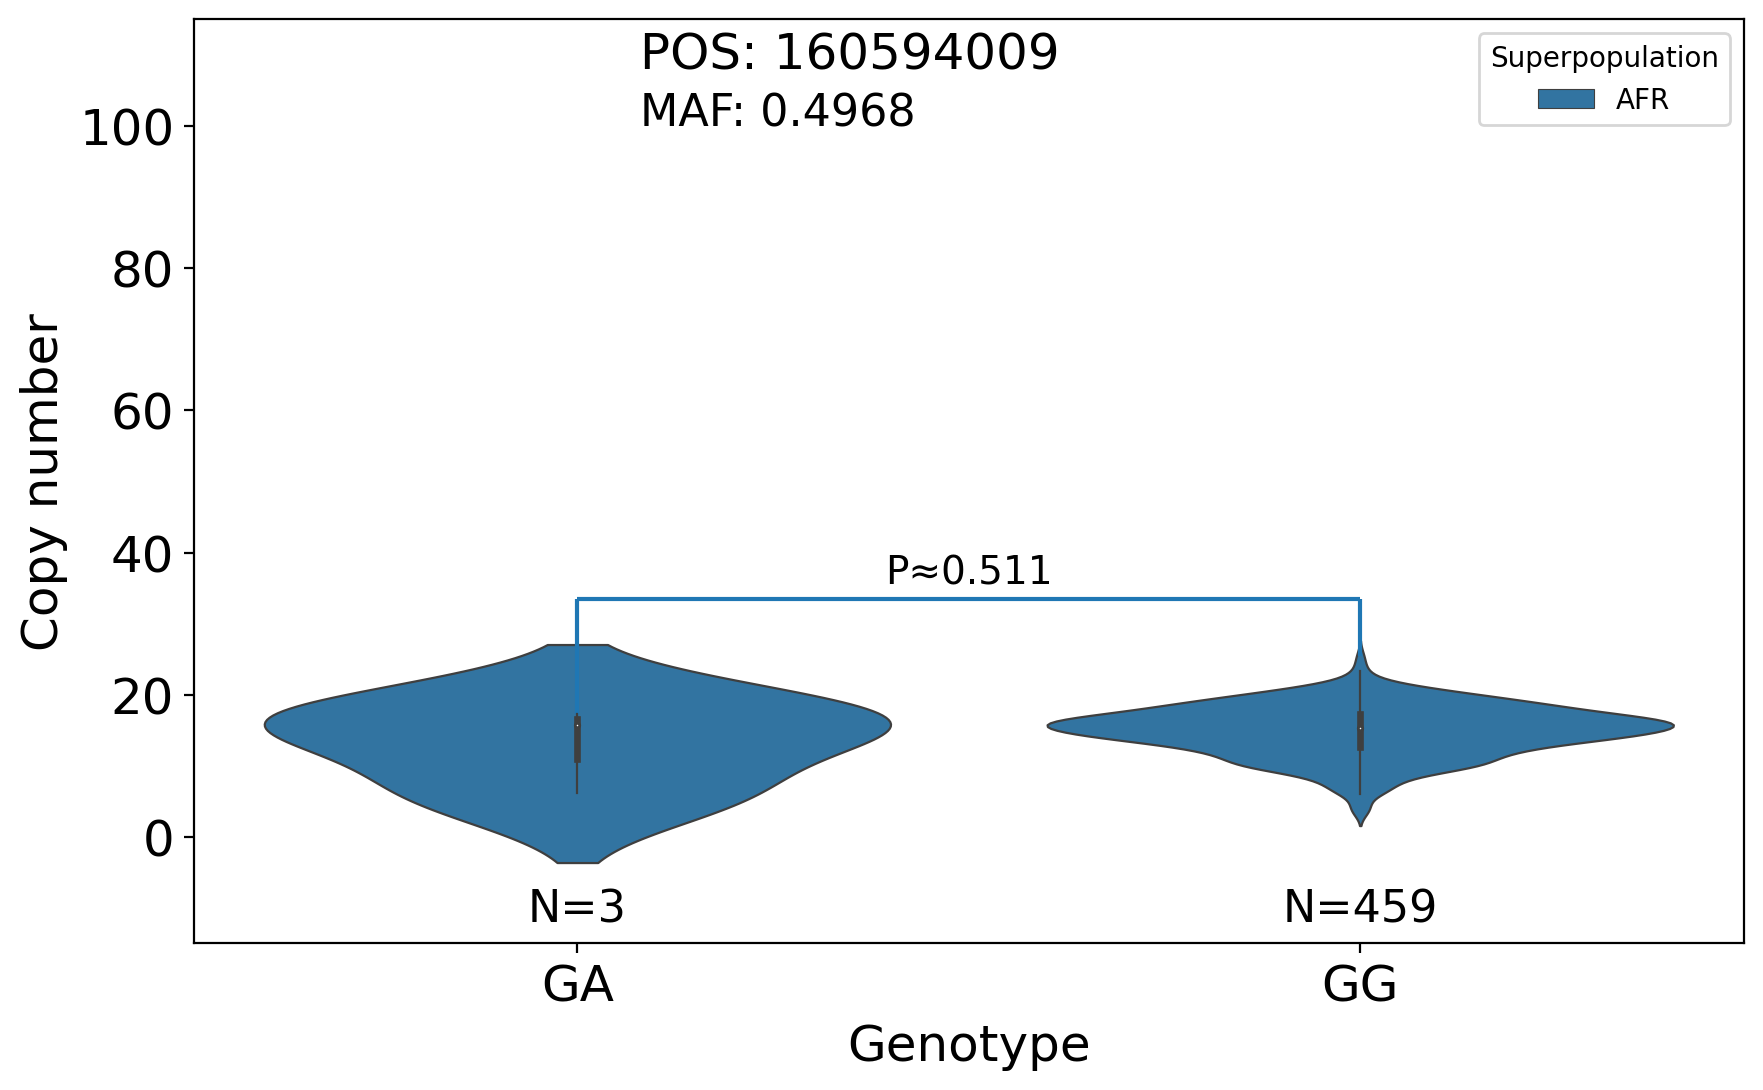 POS: 160594009
MAF: 0.4968
Superpopulation
AFR
100
80
60
40
20
0
Copy number
P≈0.511
N=3
N=459
GA
GG
Genotype